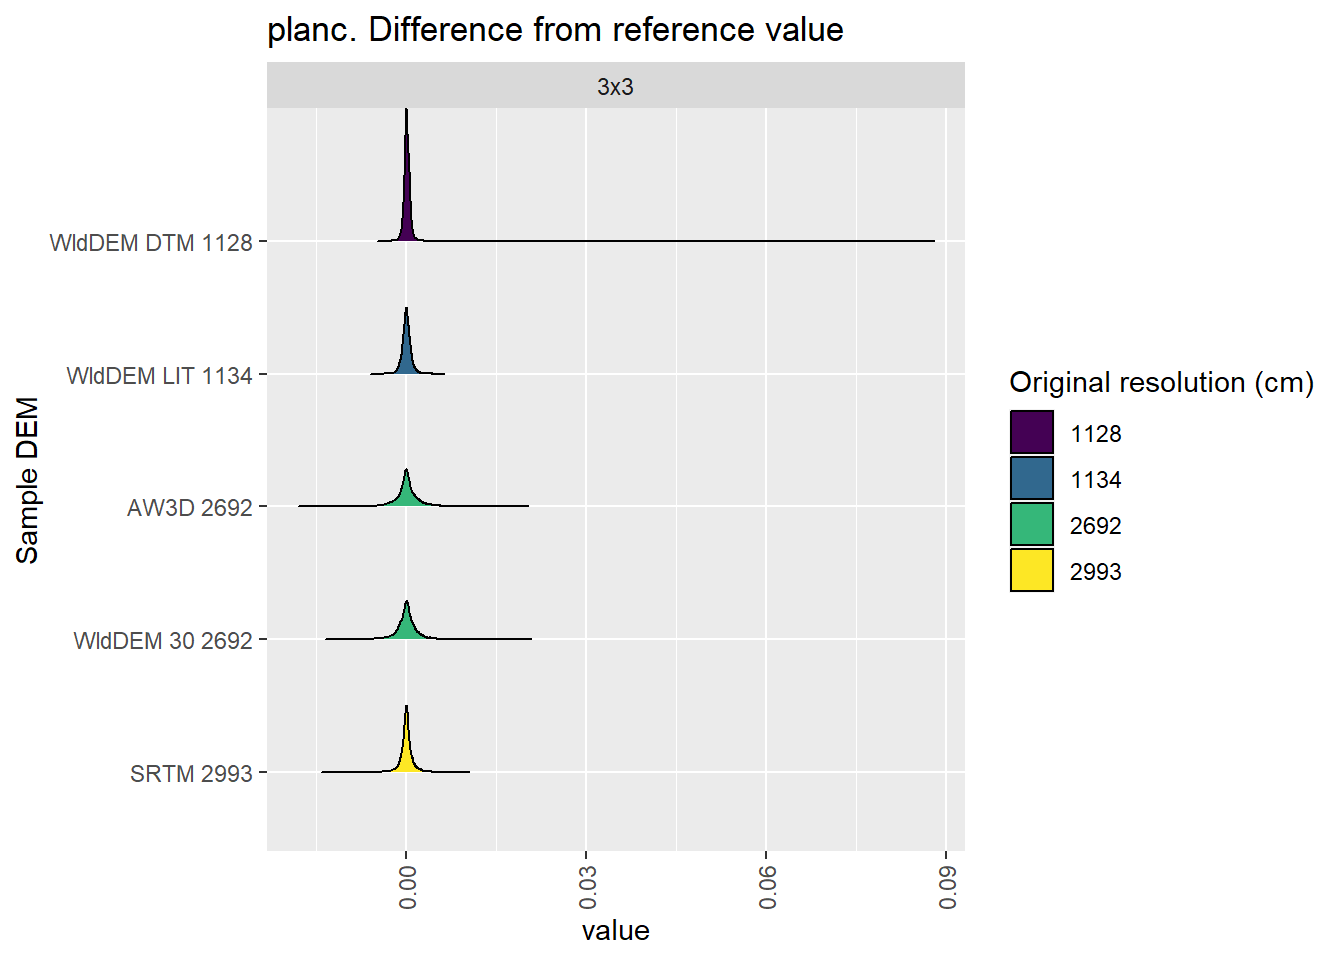 planc. Difference from reference value
3x3
Sample DEM
WldDEM DTM 1128
WldDEM LIT 1134
AW3D 2692
WldDEM 30 2692
SRTM 2993
0.00
0.03
0.06
0.09
value
Original resolution (cm)
1128
1134
2692
2993